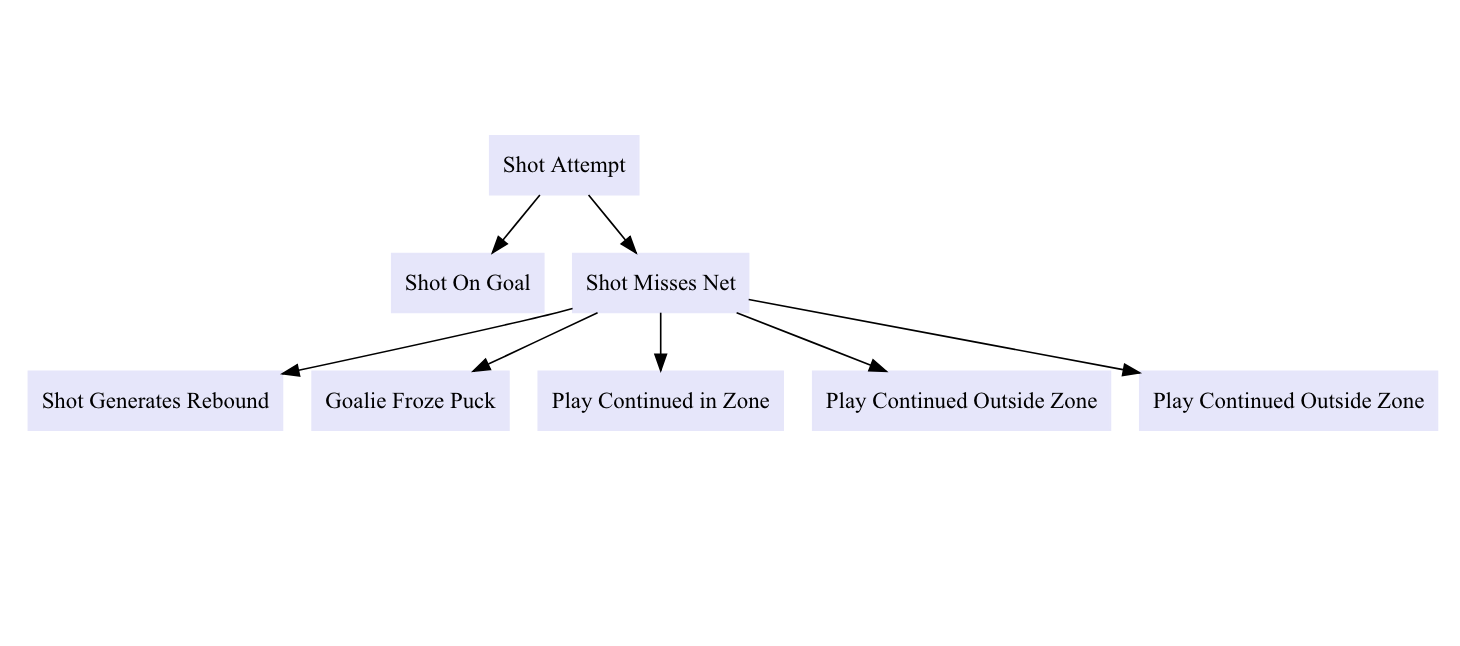 Shot Attempt
Shot On Goal
Shot Misses Net
Shot Generates Rebound
Goalie Froze Puck
Play Continued in Zone
Play Continued Outside Zone
Play Continued Outside Zone